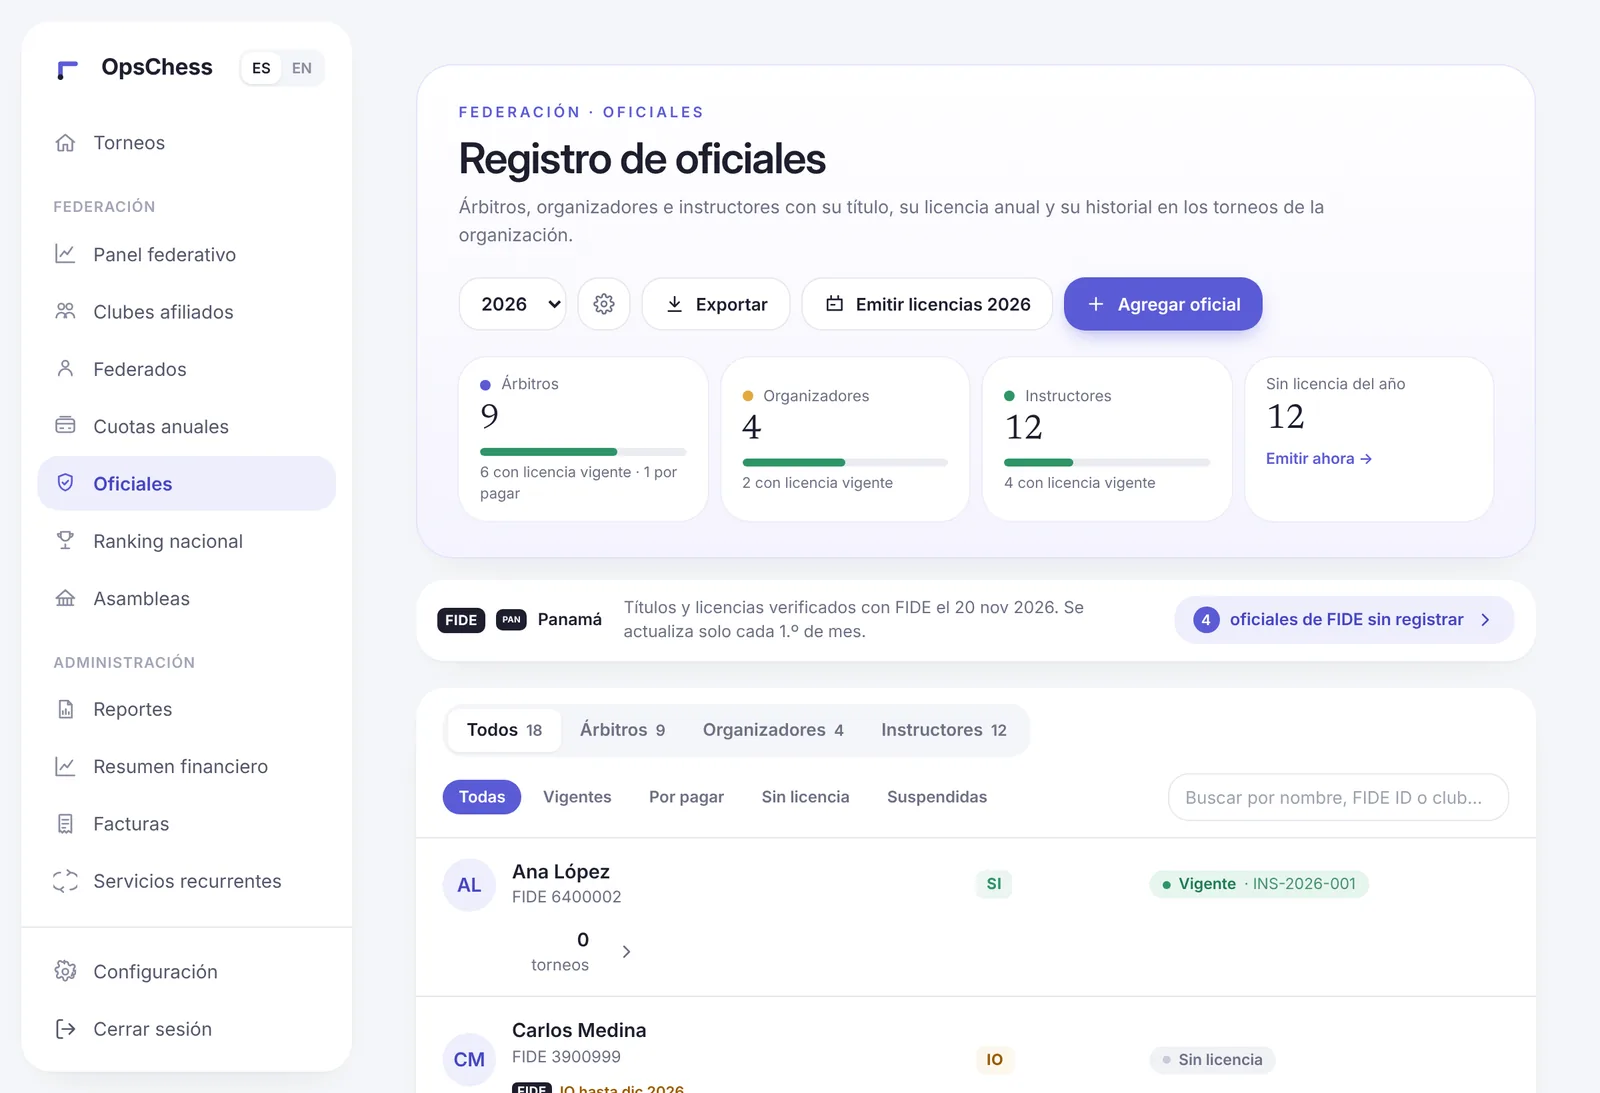 OpsChess
ES EN
Torneos
FEDERACIÓN
Panel federativo
Clubes afiliados
Federados
Cuotas anuales
Oficiales
Ranking nacional
Asambleas
ADMINISTRACIÓN
Reportes
Resumen financiero
Facturas
Servicios recurrentes
Configuración
Cerrar sesión
FEDERACIÓN · OFICIALES
Registro de oficiales
Árbitros, organizadores e instructores con su título, su licencia anual y su historial en los torneos de la
organización.
2026 Exportar Emitir licencias 2026 + Agregar oficial
Árbitros
9
6 con licencia vigente · 1 por
pagar
Organizadores
4
2 con licencia vigente
Instructores
12
4 con licencia vigente
Sin licencia del año
12
Emitir ahora →
FIDE PAN Panamá
Títulos y licencias verificados con FIDE el 20 nov 2026. Se
actualiza solo cada 1.º de mes.
4 oficiales de FIDE sin registrar
Todos 18 Árbitros 9 Organizadores 4 Instructores 12
Todas Vigentes Por pagar Sin licencia Suspendidas
Buscar por nombre, FIDE ID o club...
AL
Ana López
FIDE 6400002
SI
Vigente · INS-2026-001
0
torneos
CM
Carlos Medina
FIDE 3900999
IO
Sin licencia
FIDE IO hasta dic 2026